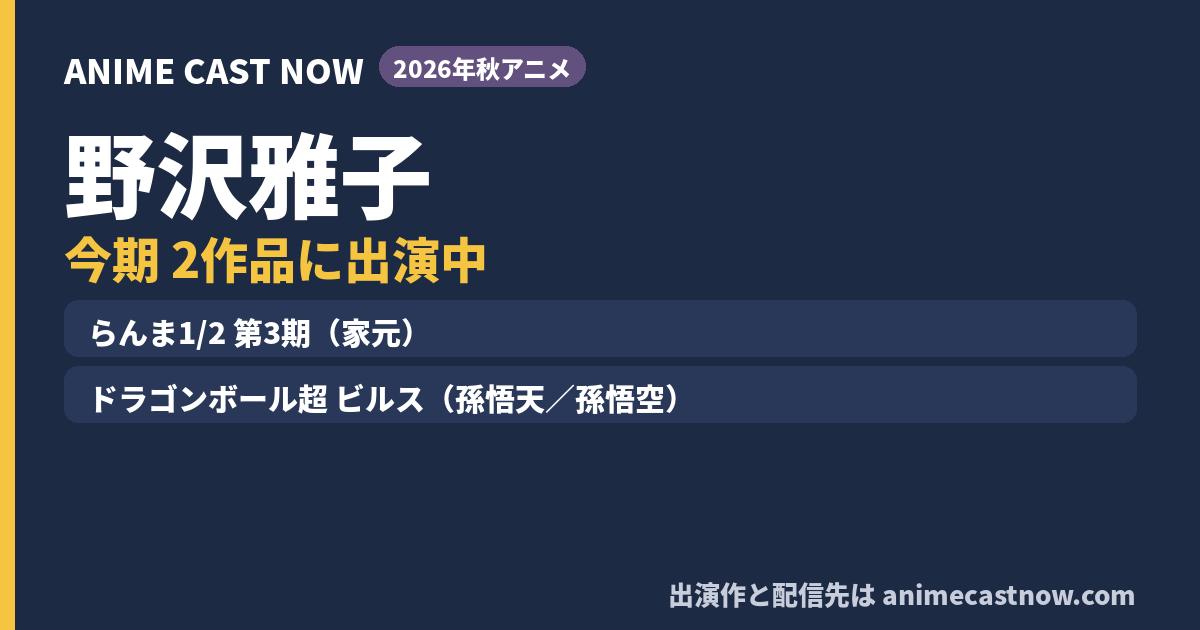 ANIME CAST NOW 2026年秋アニメ
野沢雅子
今期 2作品に出演中
らんま1/2 第3期（家元）
ドラゴンボール超 ビルス（孫悟天／孫悟空）
出演作と配信先は animecastnow.com